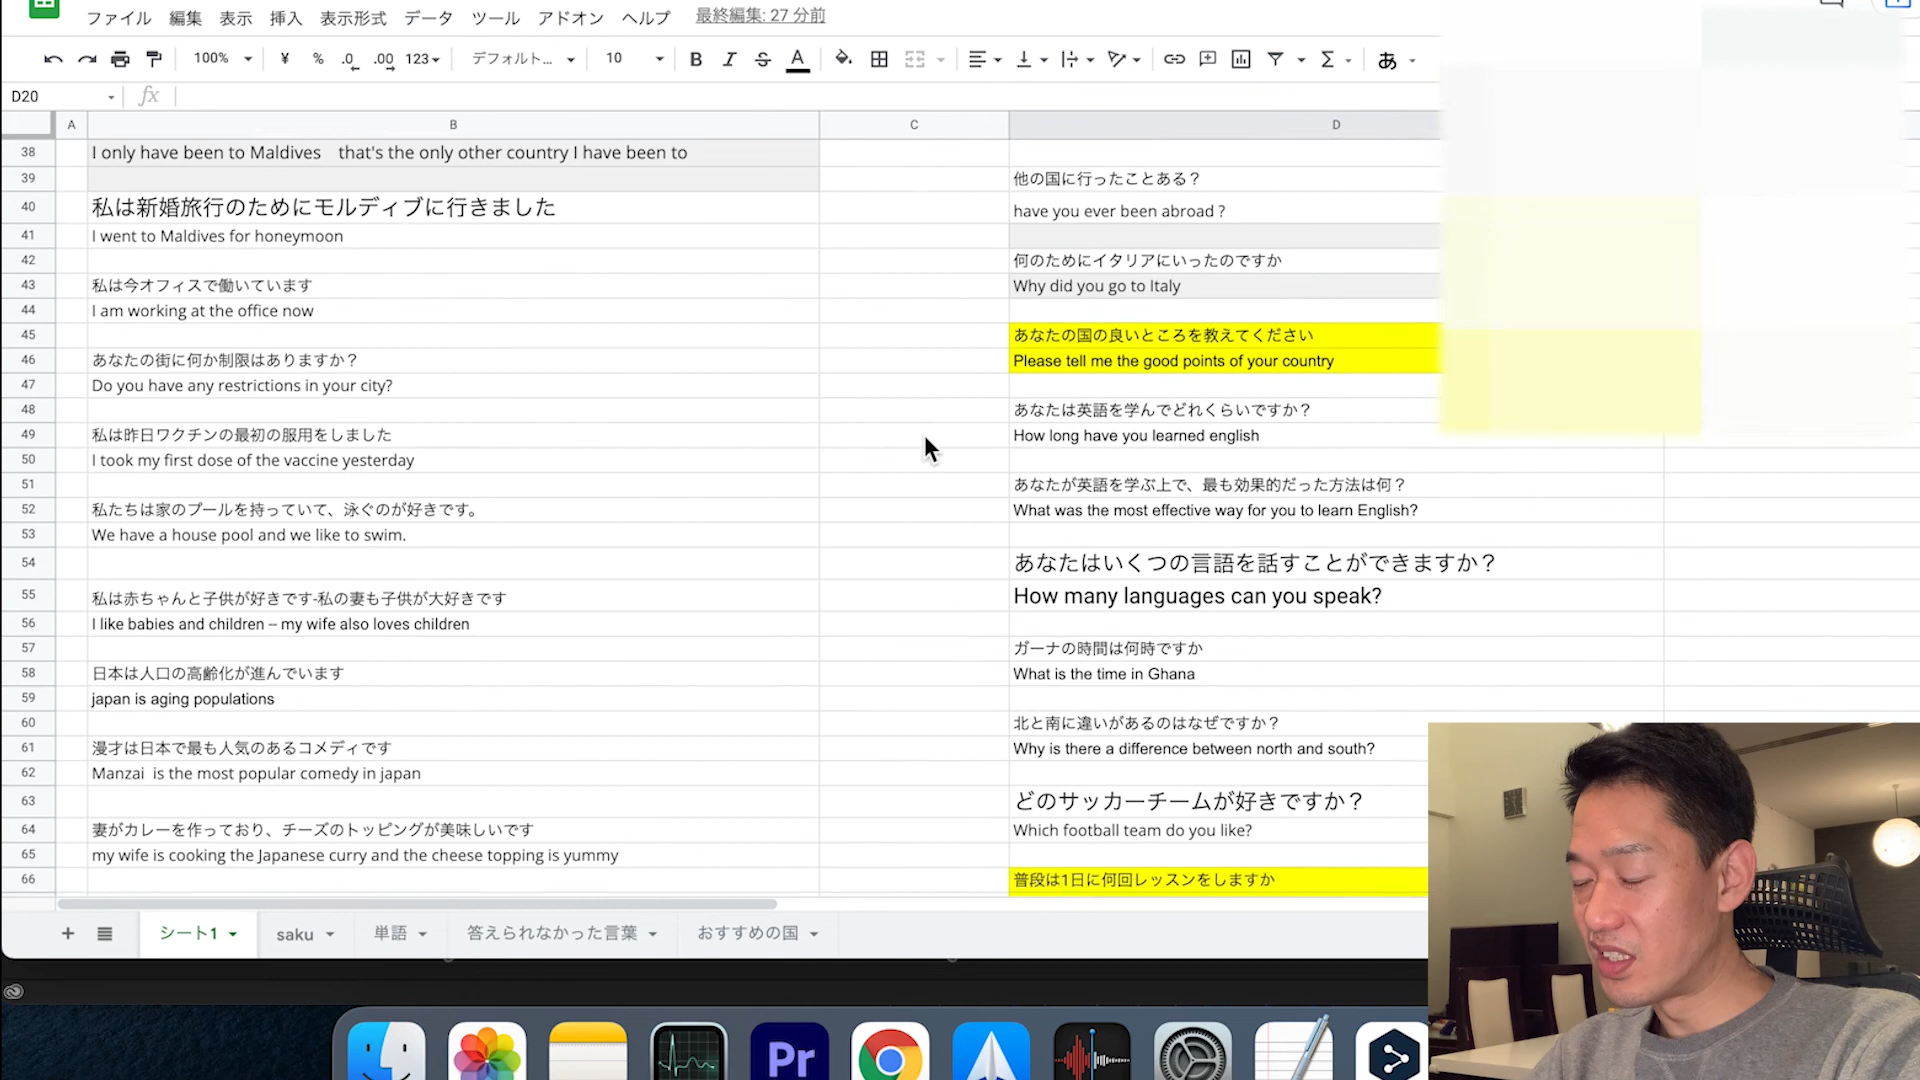 ファイル 編集 表示 挿入 表示形式 データ ツール アドオン ヘルプ 最終編集: 27 分前
100% ¥ % .0 .00 123 デフォルト... 10 B I S A Σ あ
D20 fx
A B C D
38 I only have been to Maldives that's the only other country I have been to
39 他の国に行ったことある？
40 私は新婚旅行のためにモルディブに行きました have you ever been abroad ?
41 I went to Maldives for honeymoon
42 何のためにイタリアにいったのですか
43 私は今オフィスで働いています Why did you go to Italy
44 I am working at the office now
45 あなたの国の良いところを教えてください
46 あなたの街に何か制限はありますか？ Please tell me the good points of your country
47 Do you have any restrictions in your city?
48 あなたは英語を学んでどれくらいですか？
49 私は昨日ワクチンの最初の服用をしました How long have you learned english
50 I took my first dose of the vaccine yesterday
51 あなたが英語を学ぶ上で、最も効果的だった方法は何？
52 私たちは家のプールを持っていて、泳ぐのが好きです。 What was the most effective way for you to learn English?
53 We have a house pool and we like to swim.
54 あなたはいくつの言語を話すことができますか？
55 私は赤ちゃんと子供が好きです-私の妻も子供が大好きです How many languages can you speak?
56 I like babies and children – my wife also loves children
57 ガーナの時間は何時ですか
58 日本は人口の高齢化が進んでいます What is the time in Ghana
59 japan is aging populations
60 北と南に違いがあるのはなぜですか？
61 漫才は日本で最も人気のあるコメディです Why is there a difference between north and south?
62 Manzai is the most popular comedy in japan
63 どのサッカーチームが好きですか？
64 妻がカレーを作っており、チーズのトッピングが美味しいです Which football team do you like?
65 my wife is cooking the Japanese curry and the cheese topping is yummy
66 普段は1日に何回レッスンをしますか
+ シート1 saku 単語 答えられなかった言葉 おすすめの国
Pr